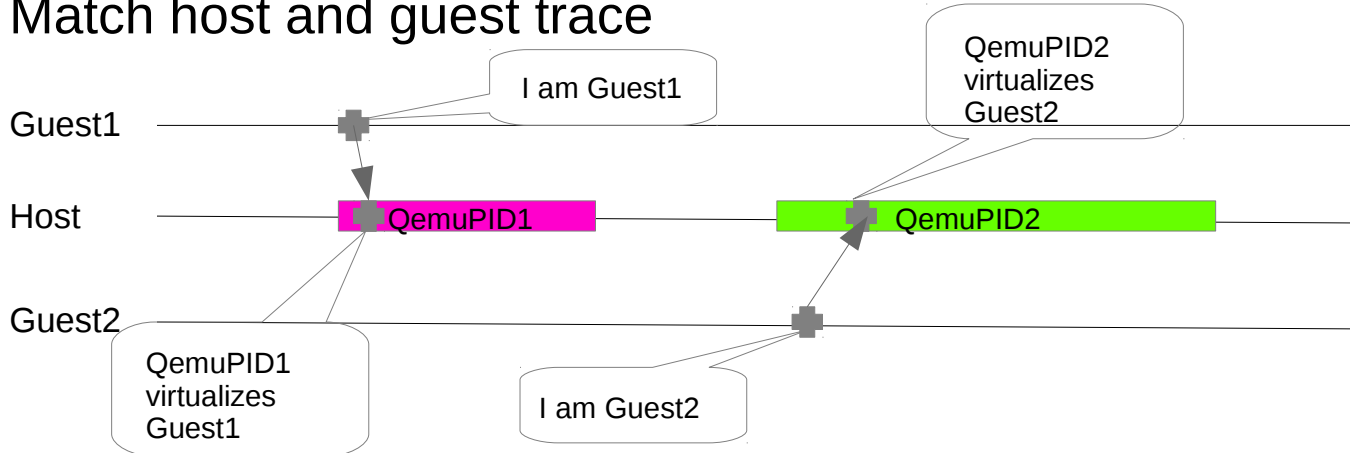 Match host and guest trace
QemuPID2
virtualizes
Guest2
I am Guest1
Guest1
Host
QemuPID1
QemuPID2
Guest2
QemuPID1
virtualizes
Guest1
I am Guest2